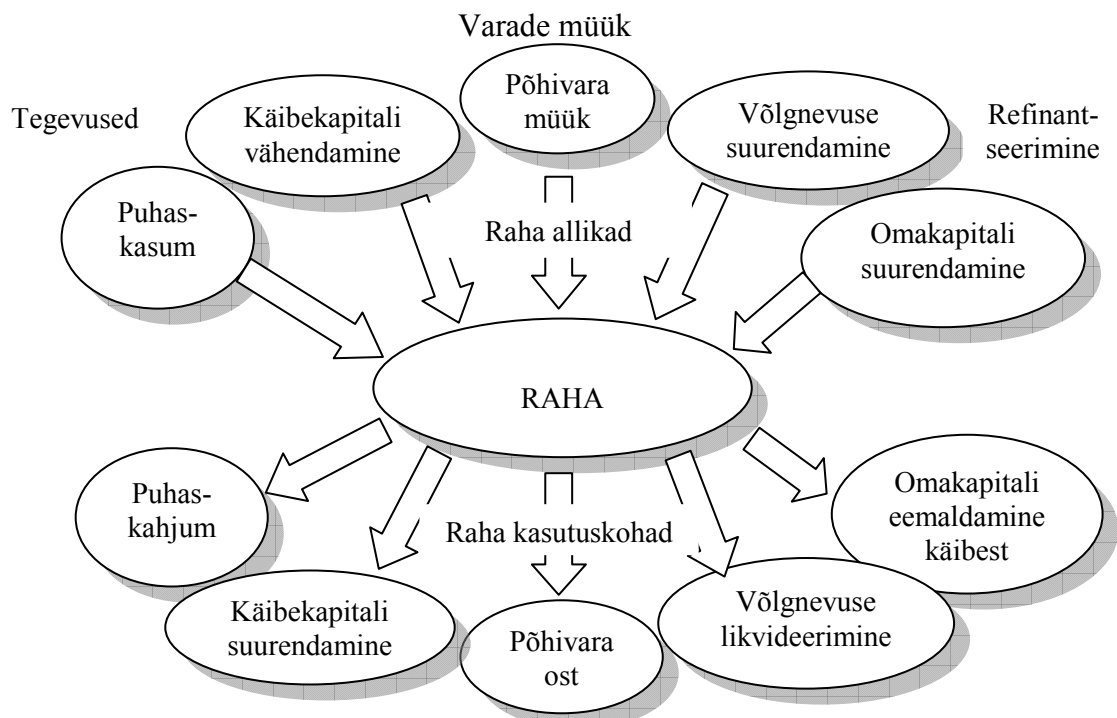 Varade müük
Tegevused
Käibekapitali
vähendamine
Põhivara
müük
Võlgnevuse
suurendamine
Refinant-
seerimine
Puhas-
kasum
Raha allikad
Omakapitali
suurendamine
RAHA
Puhas-
kahjum
Raha kasutuskohad
Omakapitali
eemaldamine
käibest
Käibekapitali
suurendamine
Põhivara
ost
Võlgnevuse
likvideerimine